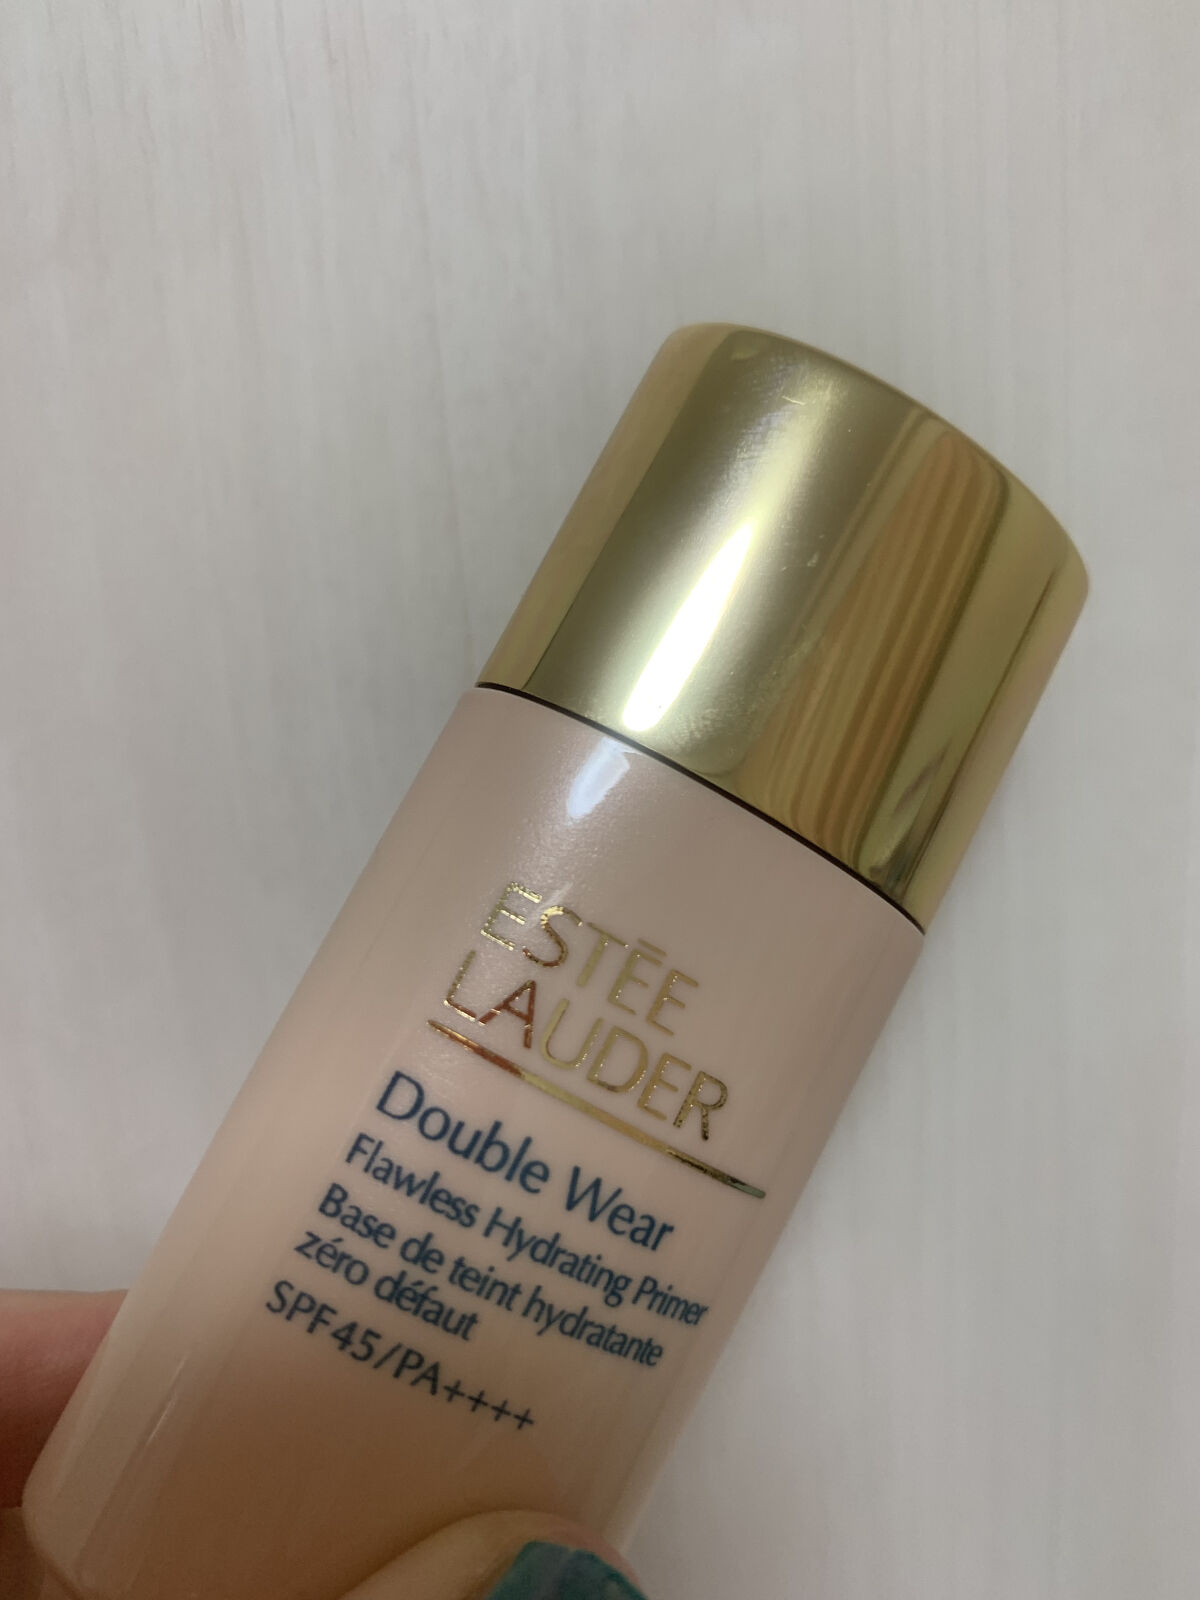 ESTĒE
LAUDER
Double Wear
Flawless Hydrating Primer
Base de teint hydratante
zéro défaut
SPF45/PA++++